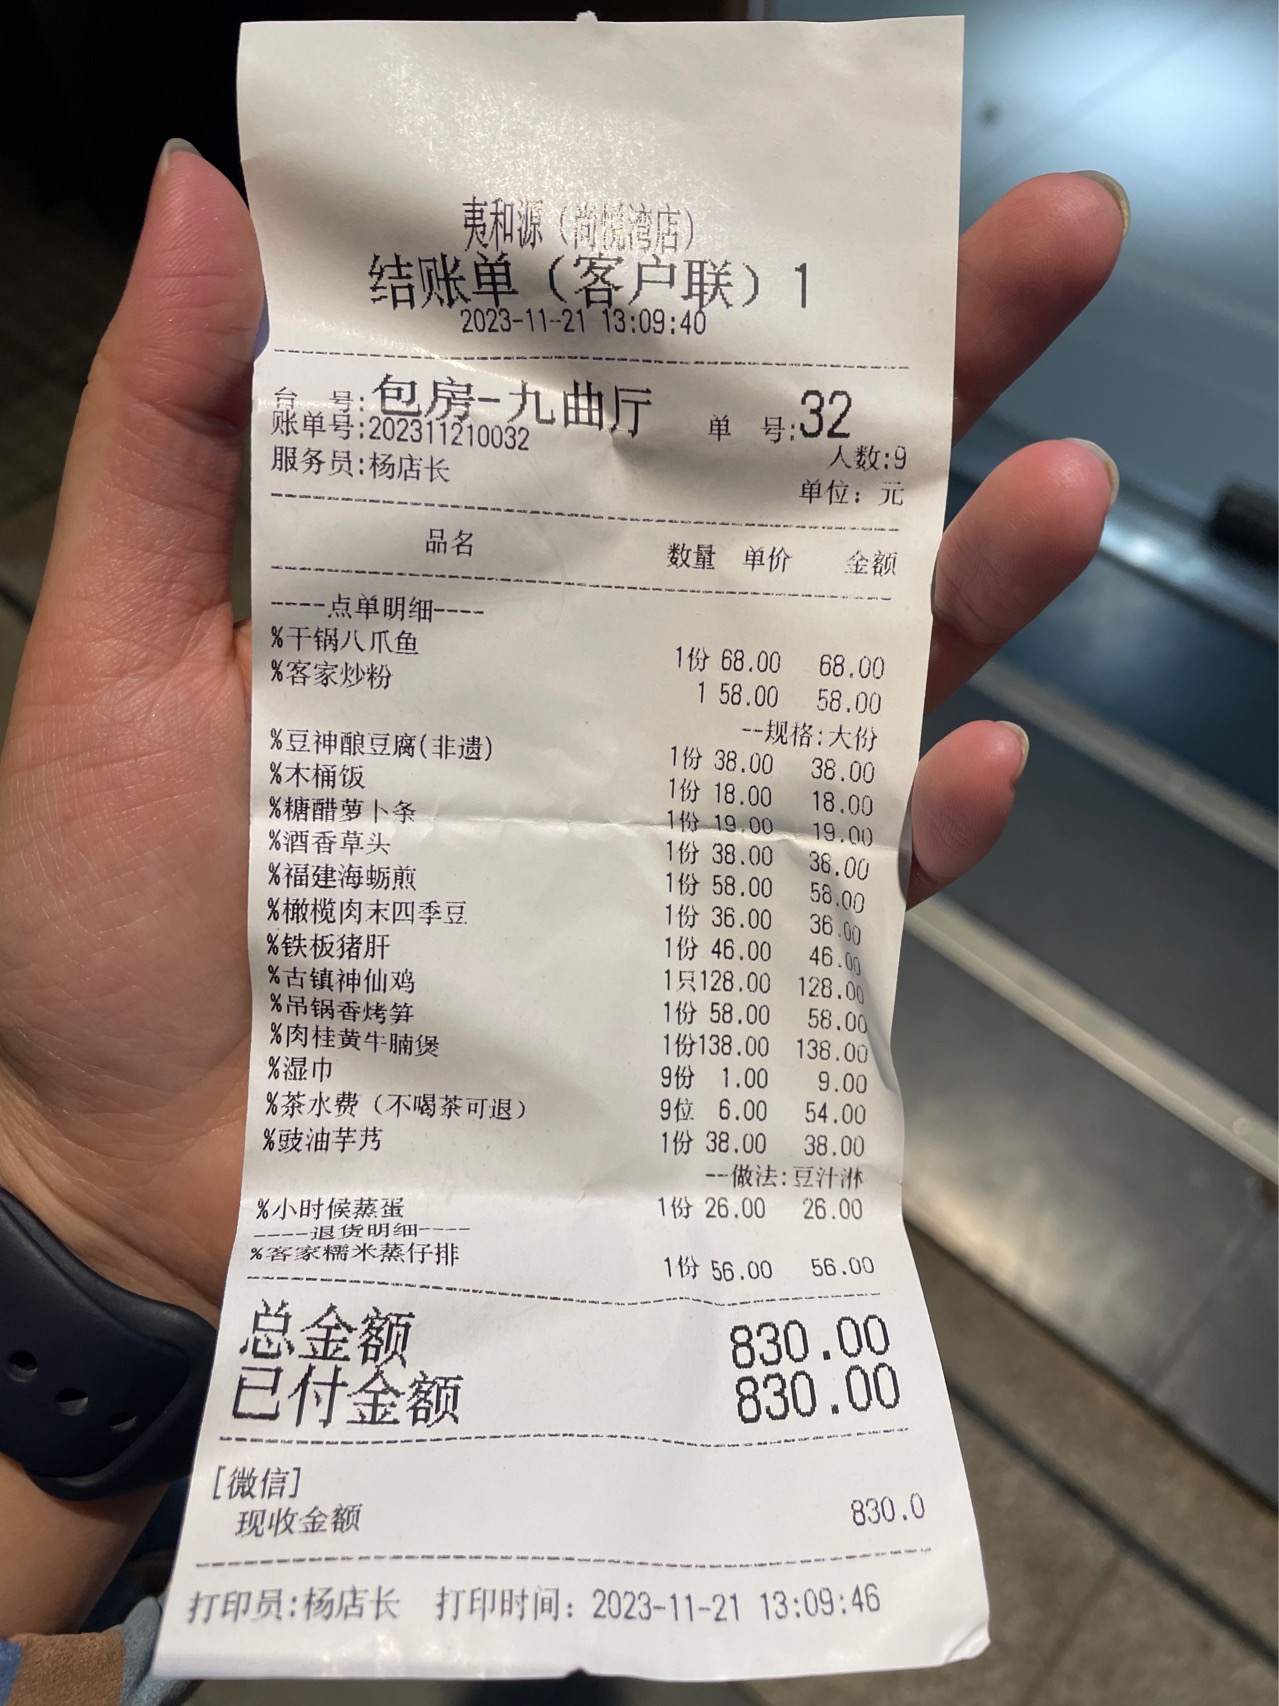 夷和源（尚悦湾店）
结账单（客户联）1
2023-11-21 13:09:40
台 号:包房-九曲厅 单 号:32
账单号:202311210032 人数:9
服务员:杨店长 单位：元
品名 数量 单价 金额
----点单明细----
%干锅八爪鱼 1份 68.00 68.00
%客家炒粉 1 58.00 58.00
--规格:大份
%豆神酿豆腐(非遗) 1份 38.00 38.00
%木桶饭 1份 18.00 18.00
%糖醋萝卜条 1份 19.00 19.00
%酒香草头 1份 38.00 38.00
%福建海蛎煎 1份 58.00 58.00
%橄榄肉末四季豆 1份 36.00 36.00
%铁板猪肝 1份 46.00 46.00
%古镇神仙鸡 1只128.00 128.00
%吊锅香烤笋 1份 58.00 58.00
%肉桂黄牛腩煲 1份138.00 138.00
%湿巾 9份 1.00 9.00
%茶水费（不喝茶可退） 9位 6.00 54.00
%豉油芋艿 1份 38.00 38.00
--做法:豆汁淋
%小时候蒸蛋 1份 26.00 26.00
----退货明细----
%客家糯米蒸仔排 1份 56.00 56.00
总金额 830.00
已付金额 830.00
[微信]
现收金额 830.0
打印员:杨店长 打印时间：2023-11-21 13:09:46